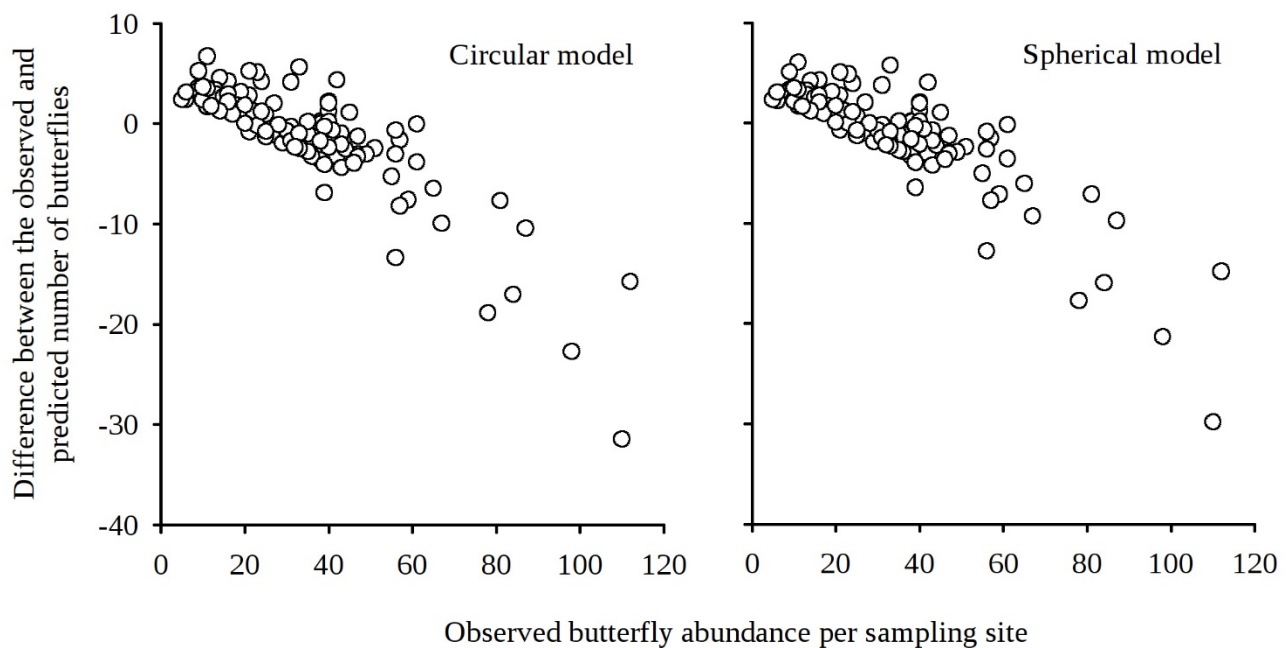 Difference between the observed and
predicted number of butterflies
10
0
-10
-20
-30
-40
Circular model
0 20 40 60 80 100 120
Spherical model
0 20 40 60 80 100 120
Observed butterfly abundance per sampling site